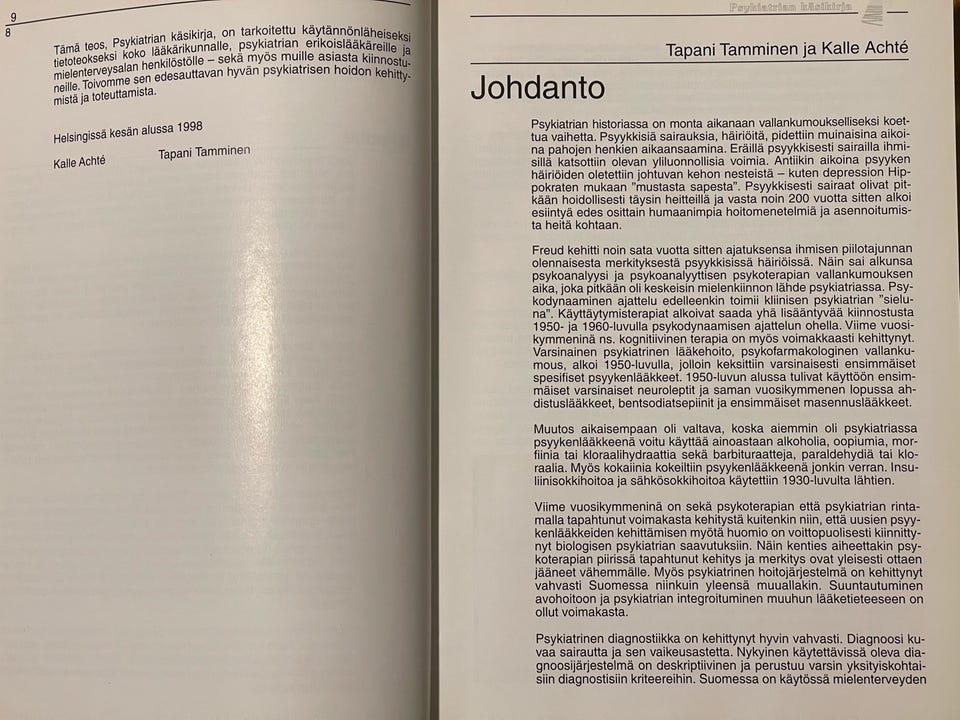 9
8
Tämä teos, Psykiatrian käsikirja, on tarkoitettu käytännönläheiseksi
tietoteokseksi koko lääkärikunnalle, psykiatrian erikoislääkäreille ja
mielenterveysalan henkilöstölle – sekä myös muille asiasta kiinnostu-
neille. Toivomme sen edesauttavan hyvän psykiatrisen hoidon kehitty-
mistä ja toteuttamista.
Helsingissä kesän alussa 1998
Kalle Achté Tapani Tamminen
Psykiatrian käsikirja
Tapani Tamminen ja Kalle Achté
Johdanto
Psykiatrian historiassa on monta aikanaan vallankumoukselliseksi koet-
tua vaihetta. Psyykkisiä sairauksia, häiriöitä, pidettiin muinaisina aikoi-
na pahojen henkien aikaansaamina. Eräillä psyykkisesti sairailla ihmi-
sillä katsottiin olevan yliluonnollisia voimia. Antiikin aikoina psyyken
häiriöiden oletettiin johtuvan kehon nesteistä – kuten depression Hip-
pokraten mukaan "mustasta sapesta". Psyykkisesti sairaat olivat pit-
kään hoidollisesti täysin heitteillä ja vasta noin 200 vuotta sitten alkoi
esiintyä edes osittain humaanimpia hoitomenetelmiä ja asennoitumis-
ta heitä kohtaan.
Freud kehitti noin sata vuotta sitten ajatuksensa ihmisen piilotajunnan
olennaisesta merkityksestä psyykkisissä häiriöissä. Näin sai alkunsa
psykoanalyysi ja psykoanalyyttisen psykoterapian vallankumouksen
aika, joka pitkään oli keskeisin mielenkiinnon lähde psykiatriassa. Psy-
kodynaaminen ajattelu edelleenkin toimii kliinisen psykiatrian "sielu-
na". Käyttäytymisterapiat alkoivat saada yhä lisääntyvää kiinnostusta
1950- ja 1960-luvulla psykodynaamisen ajattelun ohella. Viime vuosi-
kymmeninä ns. kognitiivinen terapia on myös voimakkaasti kehittynyt.
Varsinainen psykiatrinen lääkehoito, psykofarmakologinen vallanku-
mous, alkoi 1950-luvulla, jolloin keksittiin varsinaisesti ensimmäiset
spesifiset psyykenlääkkeet. 1950-luvun alussa tulivat käyttöön ensim-
mäiset varsinaiset neuroleptit ja saman vuosikymmenen lopussa ah-
distuslääkkeet, bentsodiatsepiinit ja ensimmäiset masennuslääkkeet.
Muutos aikaisempaan oli valtava, koska aiemmin oli psykiatriassa
psyykenlääkkeenä voitu käyttää ainoastaan alkoholia, oopiumia, mor-
fiinia tai kloraalihydraattia sekä barbituraatteja, paraldehydiä tai klo-
raalia. Myös kokaiinia kokeiltiin psyykenlääkkeenä jonkin verran. Insu-
liinisokkihoitoa ja sähkösokkihoitoa käytettiin 1930-luvulta lähtien.
Viime vuosikymmeninä on sekä psykoterapian että psykiatrian rinta-
malla tapahtunut voimakasta kehitystä kuitenkin niin, että uusien psyy-
kenlääkkeiden kehittämisen myötä huomio on voittopuolisesti kiinnitty-
nyt biologisen psykiatrian saavutuksiin. Näin kenties aiheettakin psy-
koterapian piirissä tapahtunut kehitys ja merkitys ovat yleisesti ottaen
jääneet vähemmälle. Myös psykiatrinen hoitojärjestelmä on kehittynyt
vahvasti Suomessa niinkuin yleensä muuallakin. Suuntautuminen
avohoitoon ja psykiatrian integroituminen muuhun lääketieteeseen on
ollut voimakasta.
Psykiatrinen diagnostiikka on kehittynyt hyvin vahvasti. Diagnoosi ku-
vaa sairautta ja sen vaikeusastetta. Nykyinen käytettävissä oleva dia-
gnoosijärjestelmä on deskriptiivinen ja perustuu varsin yksityiskohtai-
siin diagnostisiin kriteereihin. Suomessa on käytössä mielenterveyden